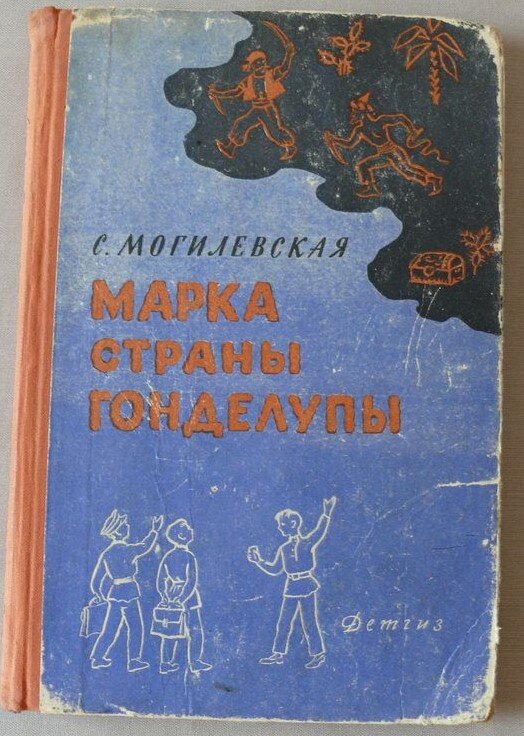 С. МОГИЛЕВСКАЯ
МАРКА
СТРАНЫ
ГОНДЕЛУПЫ
Детгиз